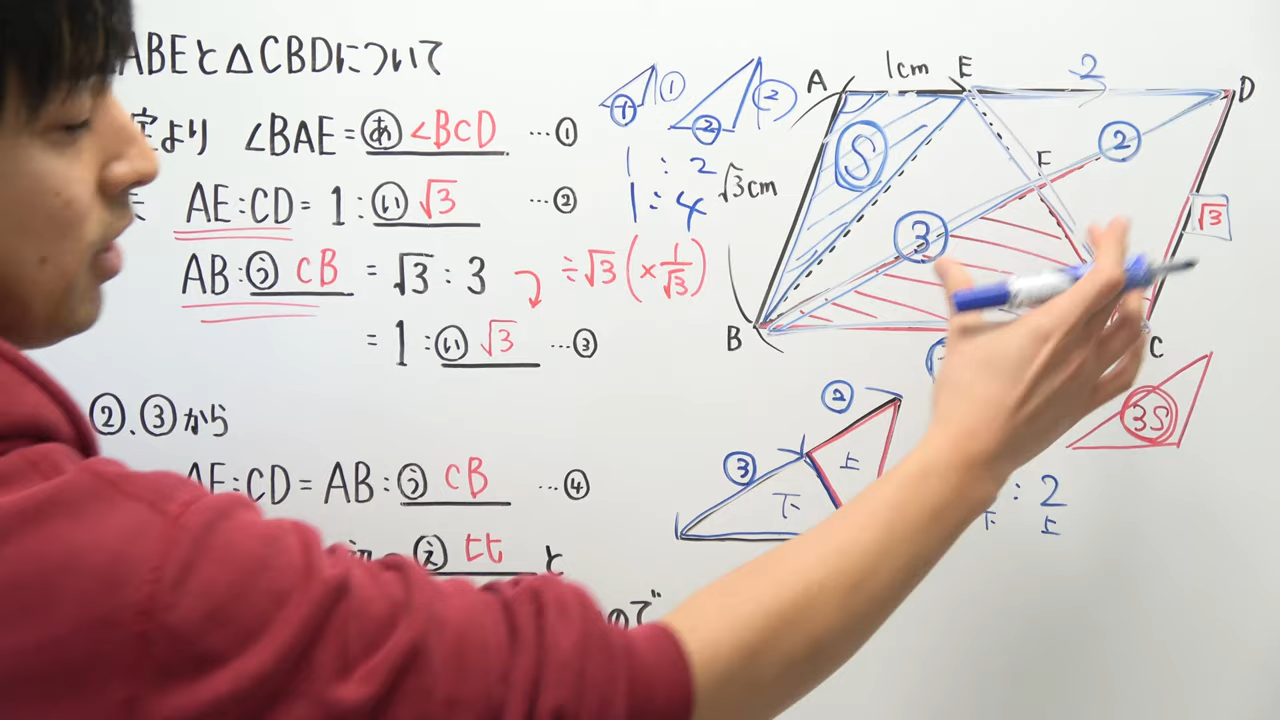 ABEと△CBDについて
定より ∠BAE=あ ∠BCD …①
AE:CD=1:い √3 …②
AB:う CB = √3:3
÷√3(×1/√3)
=1:い √3 …③
②、③から
AE:CD=AB:う CB …④
え 比 と
ので
① ①
② ②
1:2
1:4
A 1cm E 2 D
S
②
F
√3cm
③
√3
B
C
3S
②
③
上
下
:2
下 上